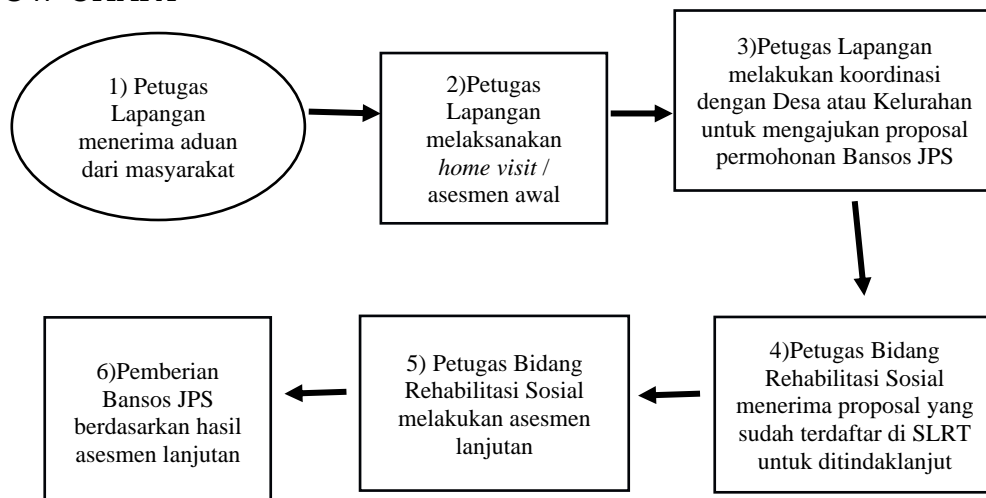 1) Petugas
Lapangan
menerima aduan
dari masyarakat
2)Petugas
Lapangan
melaksanakan
home visit /
asesmen awal
3)Petugas Lapangan
melakukan koordinasi
dengan Desa atau Kelurahan
untuk mengajukan proposal
permohonan Bansos JPS
4)Petugas Bidang
Rehabilitasi Sosial
menerima proposal yang
sudah terdaftar di SLRT
untuk ditindaklanjut
5) Petugas Bidang
Rehabilitasi Sosial
melakukan asesmen
lanjutan
6)Pemberian
Bansos JPS
berdasarkan hasil
asesmen lanjutan